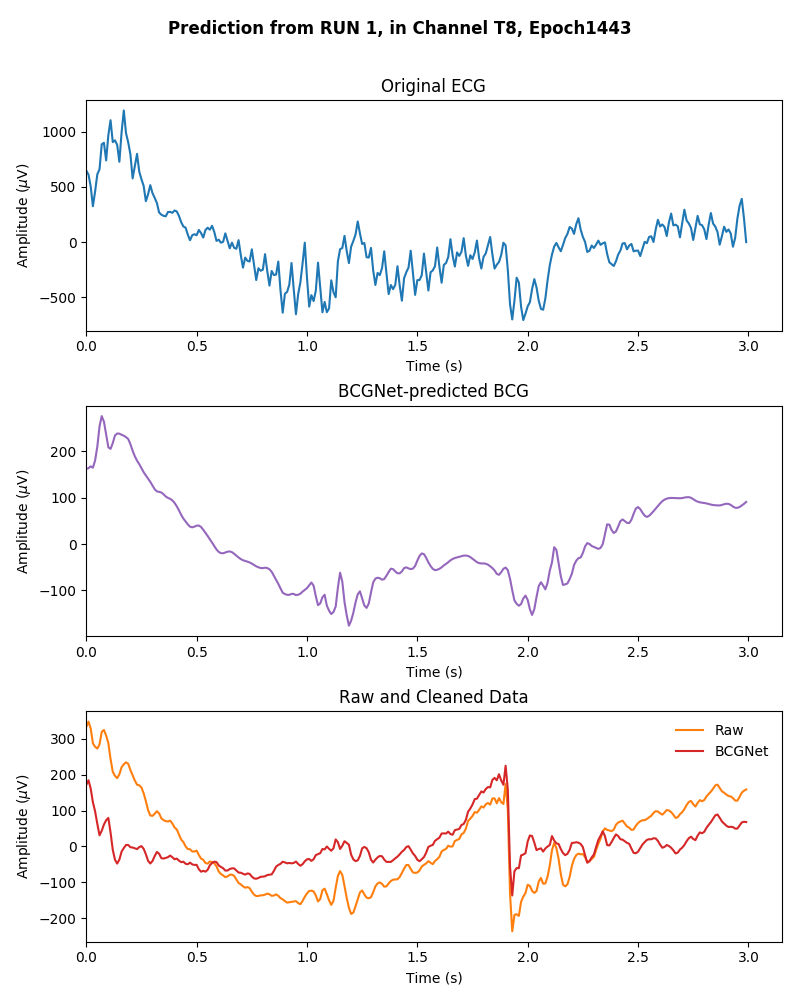 Prediction from RUN 1, in Channel T8, Epoch1443
Original ECG
Amplitude (μV)
1000
500
0
−500
0.0 0.5 1.0 1.5 2.0 2.5 3.0
Time (s)
BCGNet-predicted BCG
Amplitude (μV)
200
100
0
−100
0.0 0.5 1.0 1.5 2.0 2.5 3.0
Time (s)
Raw and Cleaned Data
Amplitude (μV)
300
200
100
0
−100
−200
Raw
BCGNet
0.0 0.5 1.0 1.5 2.0 2.5 3.0
Time (s)